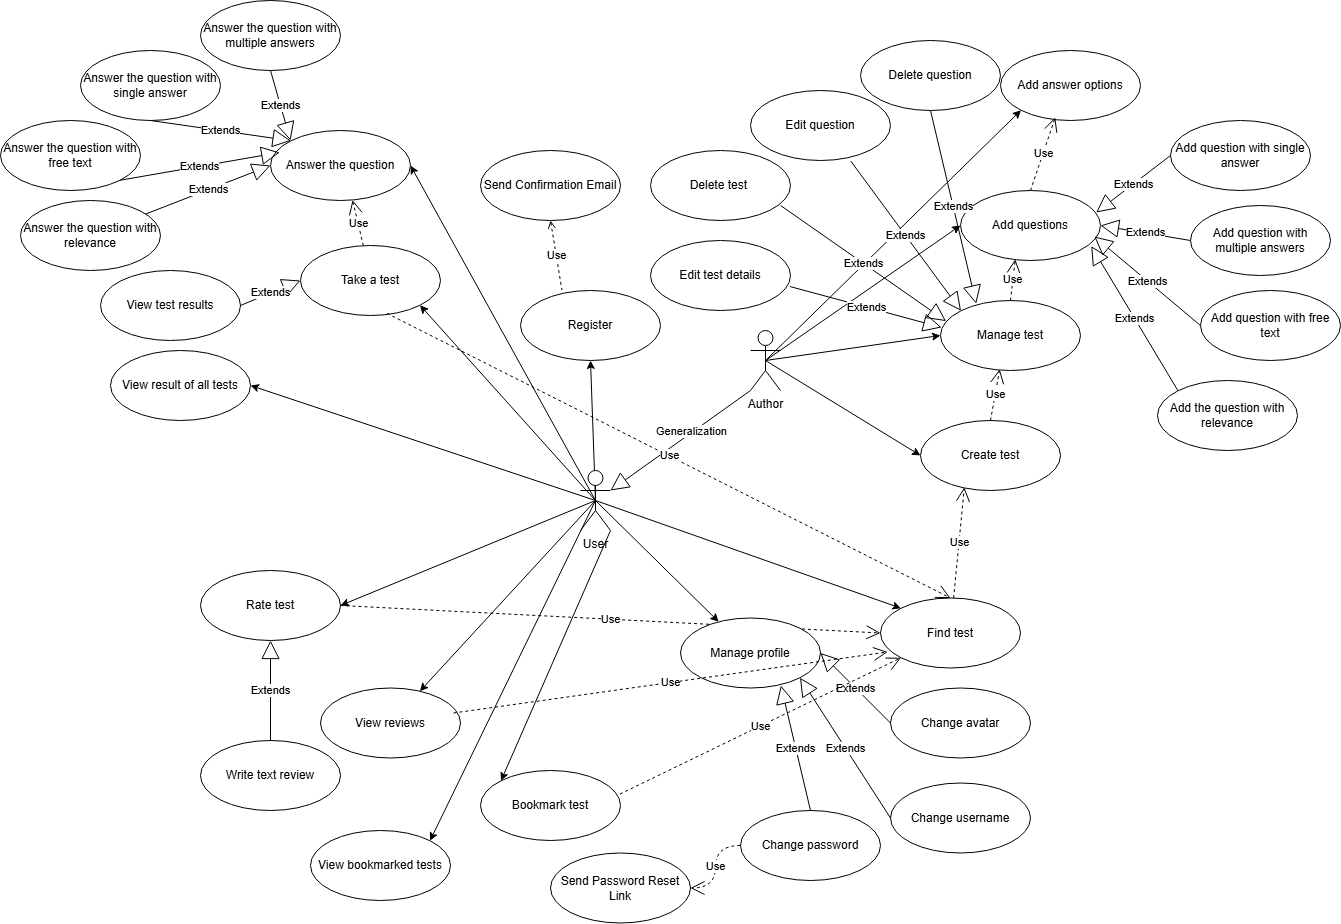 Answer the question with
multiple answers
Answer the question with
single answer
Extends
Extends
Answer the question with
free text
Extends
Answer the question
Extends
Answer the question with
relevance
Use
Take a test
View test results
Extends
View result of all tests
Send Confirmation Email
Use
Register
Delete question
Add answer options
Edit question
Use
Add question with single
answer
Delete test
Extends
Extends
Add questions
Extends
Extends
Add question with
multiple answers
Edit test details
Extends
Use
Extends
Extends
Extends
Add question with free
text
Manage test
Use
Author
Add the question with
relevance
Generalization
Use
Create test
User
Use
Rate test
Use
Find test
Manage profile
Extends
Use
Extends
View reviews
Use
Change avatar
Extends
Extends
Write text review
Bookmark test
Change username
Change password
View bookmarked tests
Use
Send Password Reset
Link